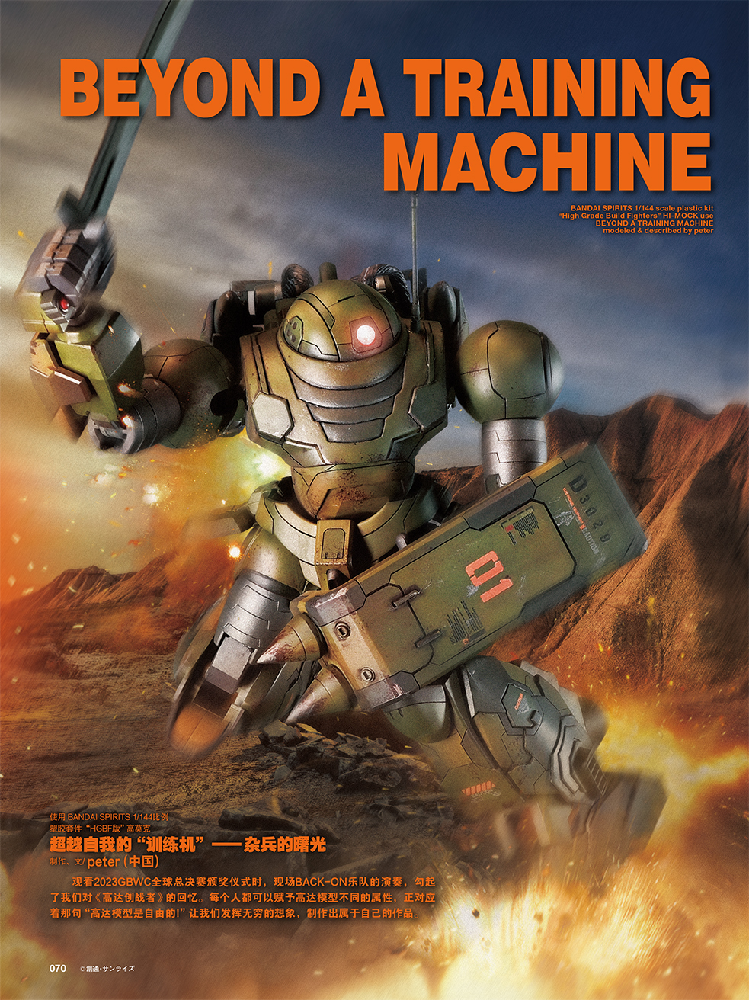 BEYOND A TRAINING
MACHINE
BANDAI SPIRITS 1/144 scale plastic kit
“High Grade Build Fighters” HI-MOCK use
BEYOND A TRAINING MACHINE
modeled & described by peter
D3029
CAUTION
01
使用 BANDAI SPIRITS 1/144比例
塑胶套件“HGBF版”高莫克
超越自我的“训练机”——杂兵的曙光
制作、文/peter（中国）
观看2023GBWC全球总决赛颁奖仪式时，现场BACK-ON乐队的演奏，勾起
了我们对《高达创战者》的回忆。每个人都可以赋予高达模型不同的属性，正对应
着那句“高达模型是自由的！”让我们发挥无穷的想象，制作出属于自己的作品。
070 ©創通・サンライズ